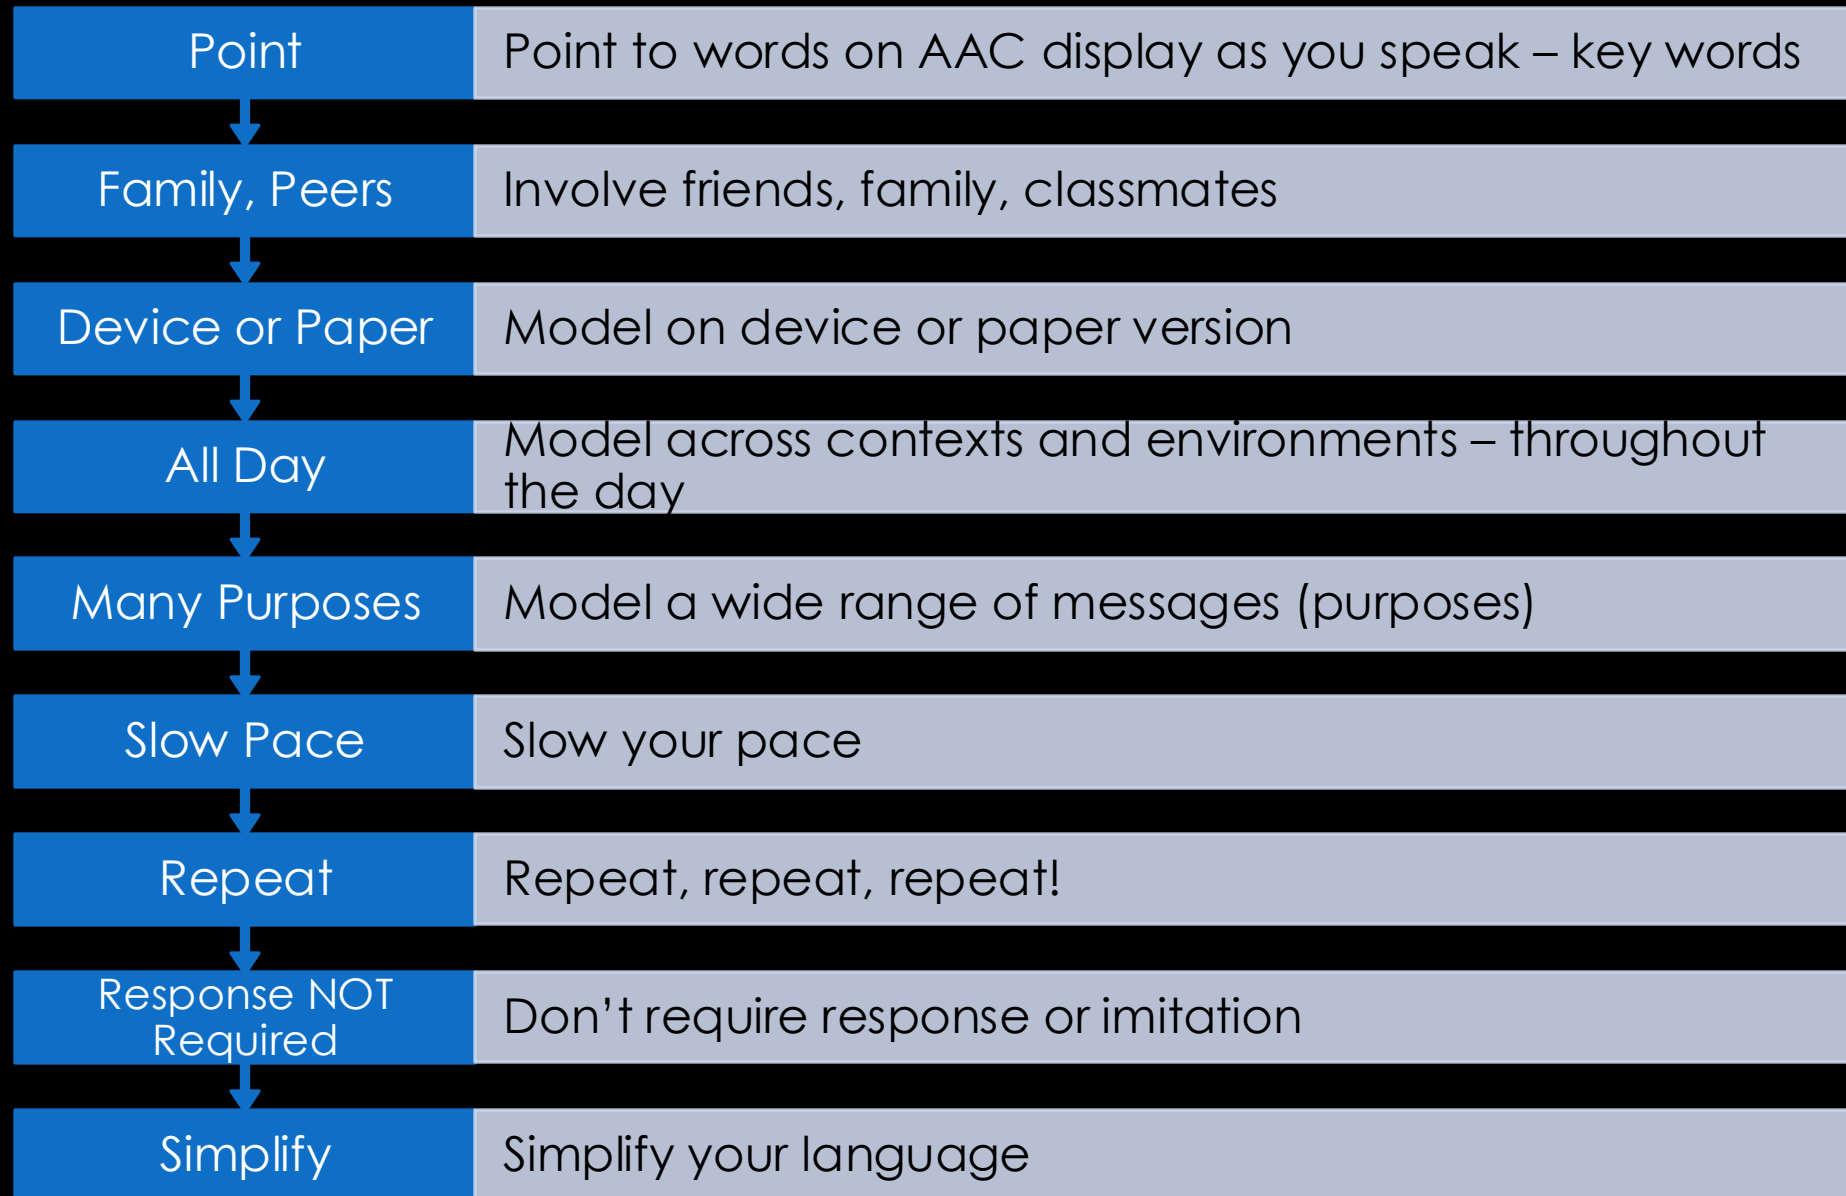 Point
Point to words on AAC display as you speak – key words
Family, Peers
Involve friends, family, classmates
Device or Paper
Model on device or paper version
All Day
Model across contexts and environments – throughout
the day
Many Purposes
Model a wide range of messages (purposes)
Slow Pace
Slow your pace
Repeat
Repeat, repeat, repeat!
Response NOT
Required
Don’t require response or imitation
Simplify
Simplify your language